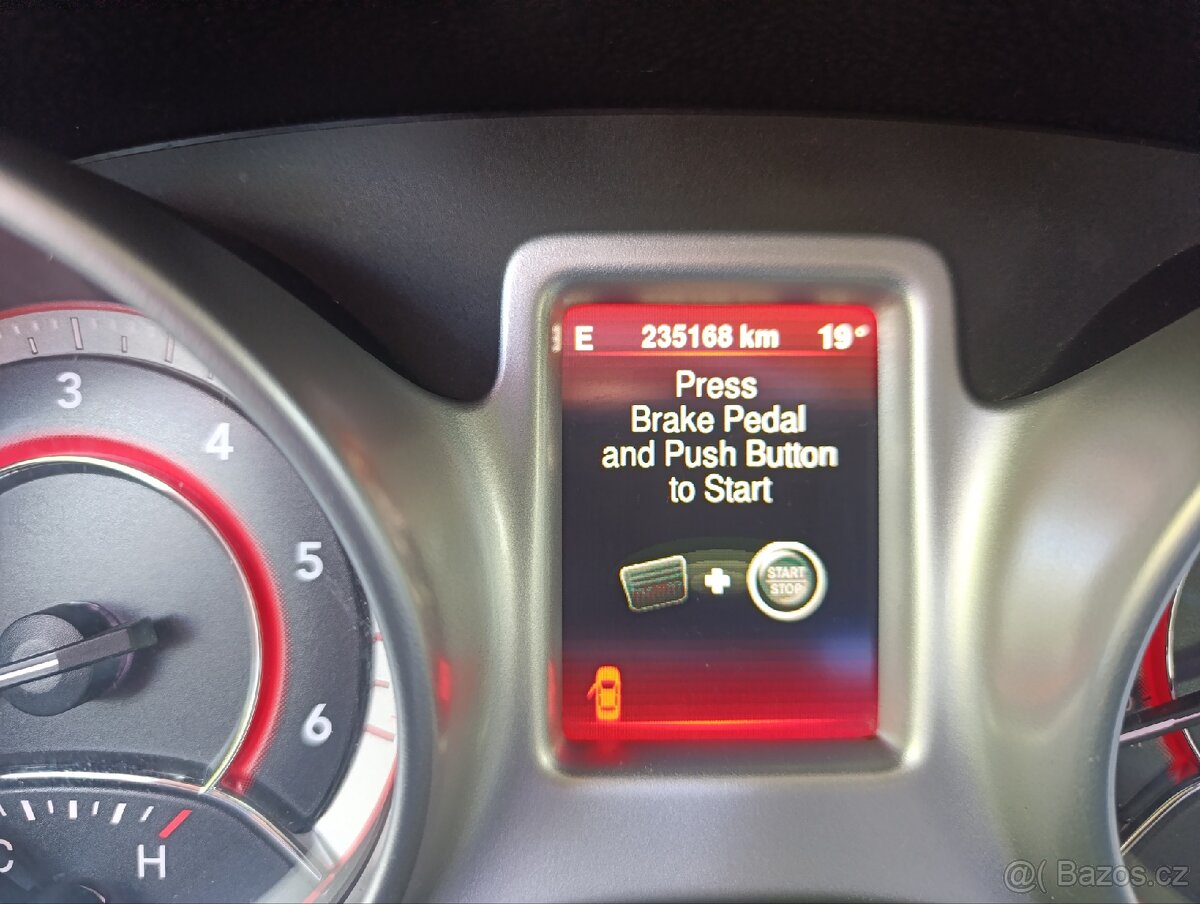 E 235168 km 19°
Press
Brake Pedal
and Push Button
to Start
START
STOP
3
4
5
6
C
H
@( Bazos.cz